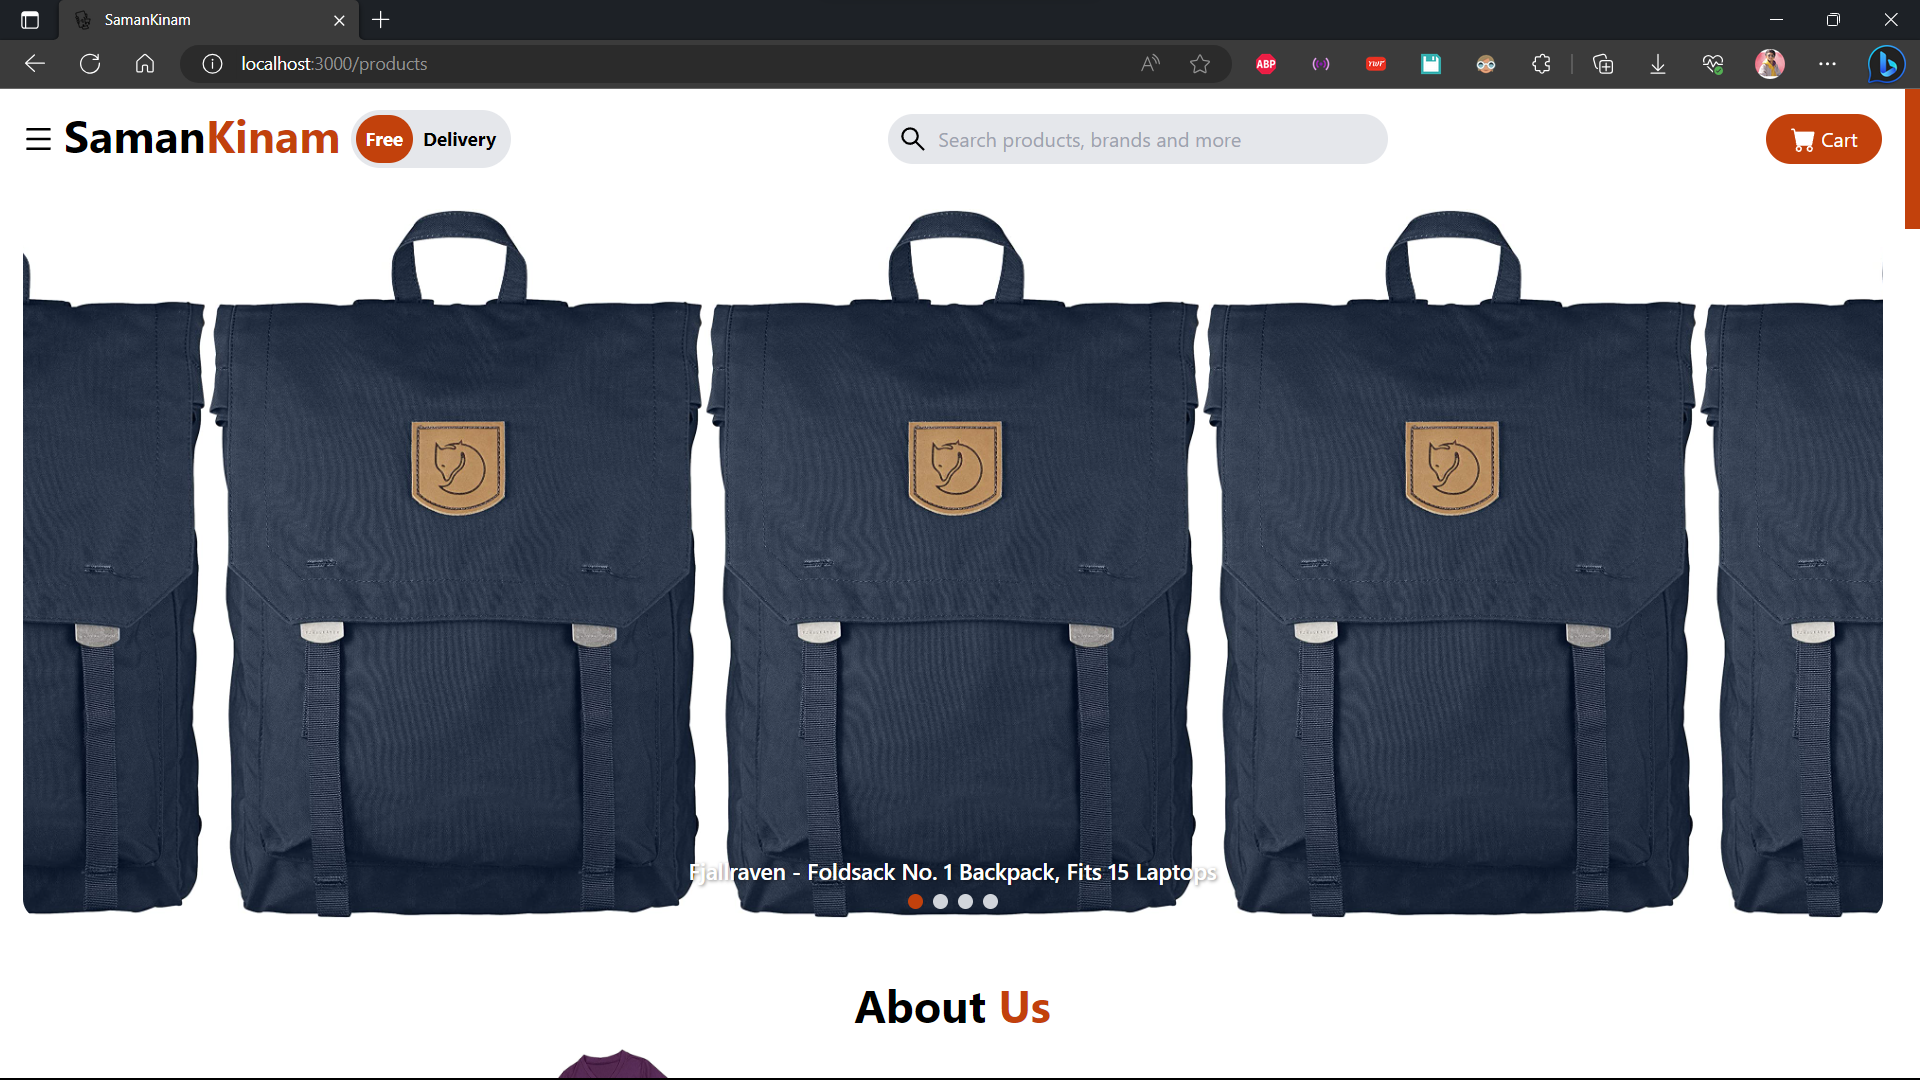 SamanKinam
localhost:3000/products
ABP
SamanKinam
Free Delivery
Search products, brands and more
Cart
Fjallraven - Foldsack No. 1 Backpack, Fits 15 Laptops
About Us